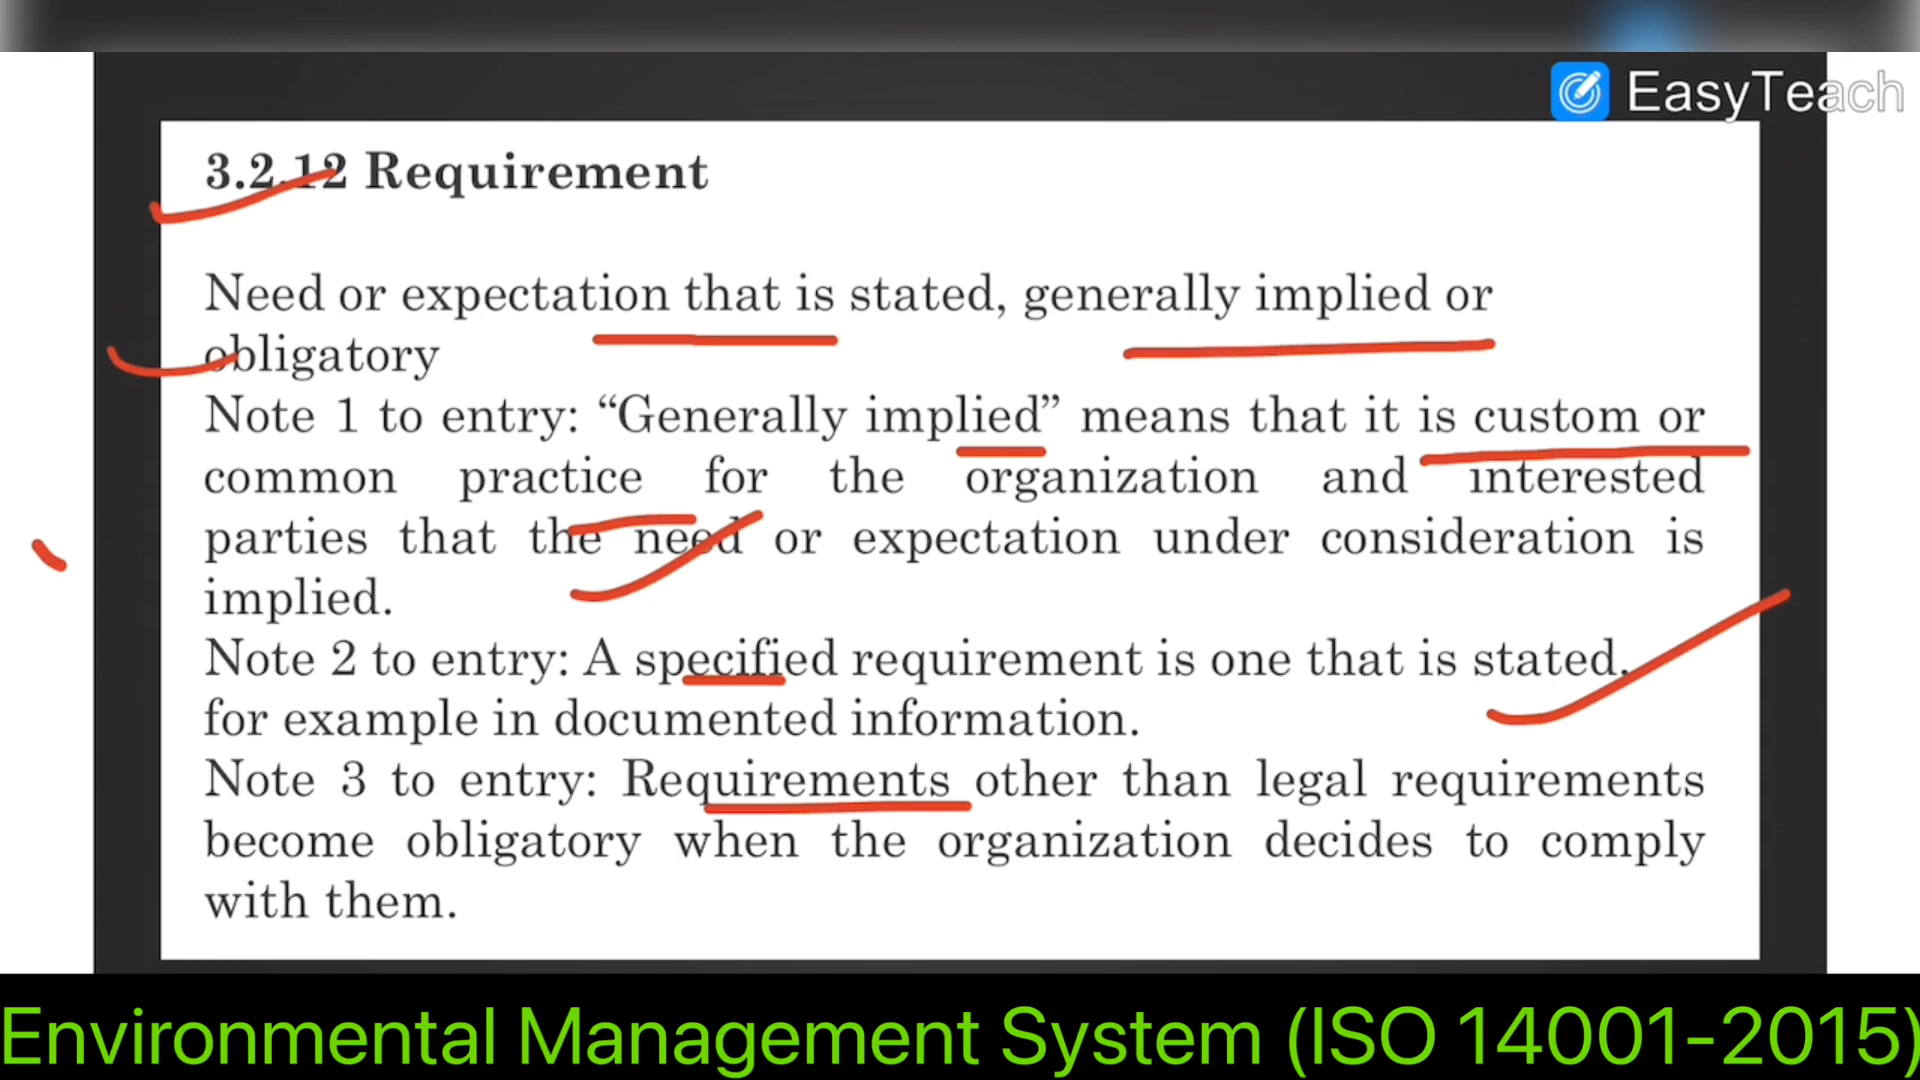 EasyTeach
3.2.12 Requirement
Need or expectation that is stated, generally implied or
obligatory
Note 1 to entry: “Generally implied” means that it is custom or
common practice for the organization and interested
parties that the need or expectation under consideration is
implied.
Note 2 to entry: A specified requirement is one that is stated,
for example in documented information.
Note 3 to entry: Requirements other than legal requirements
become obligatory when the organization decides to comply
with them.
Environmental Management System (ISO 14001-2015)